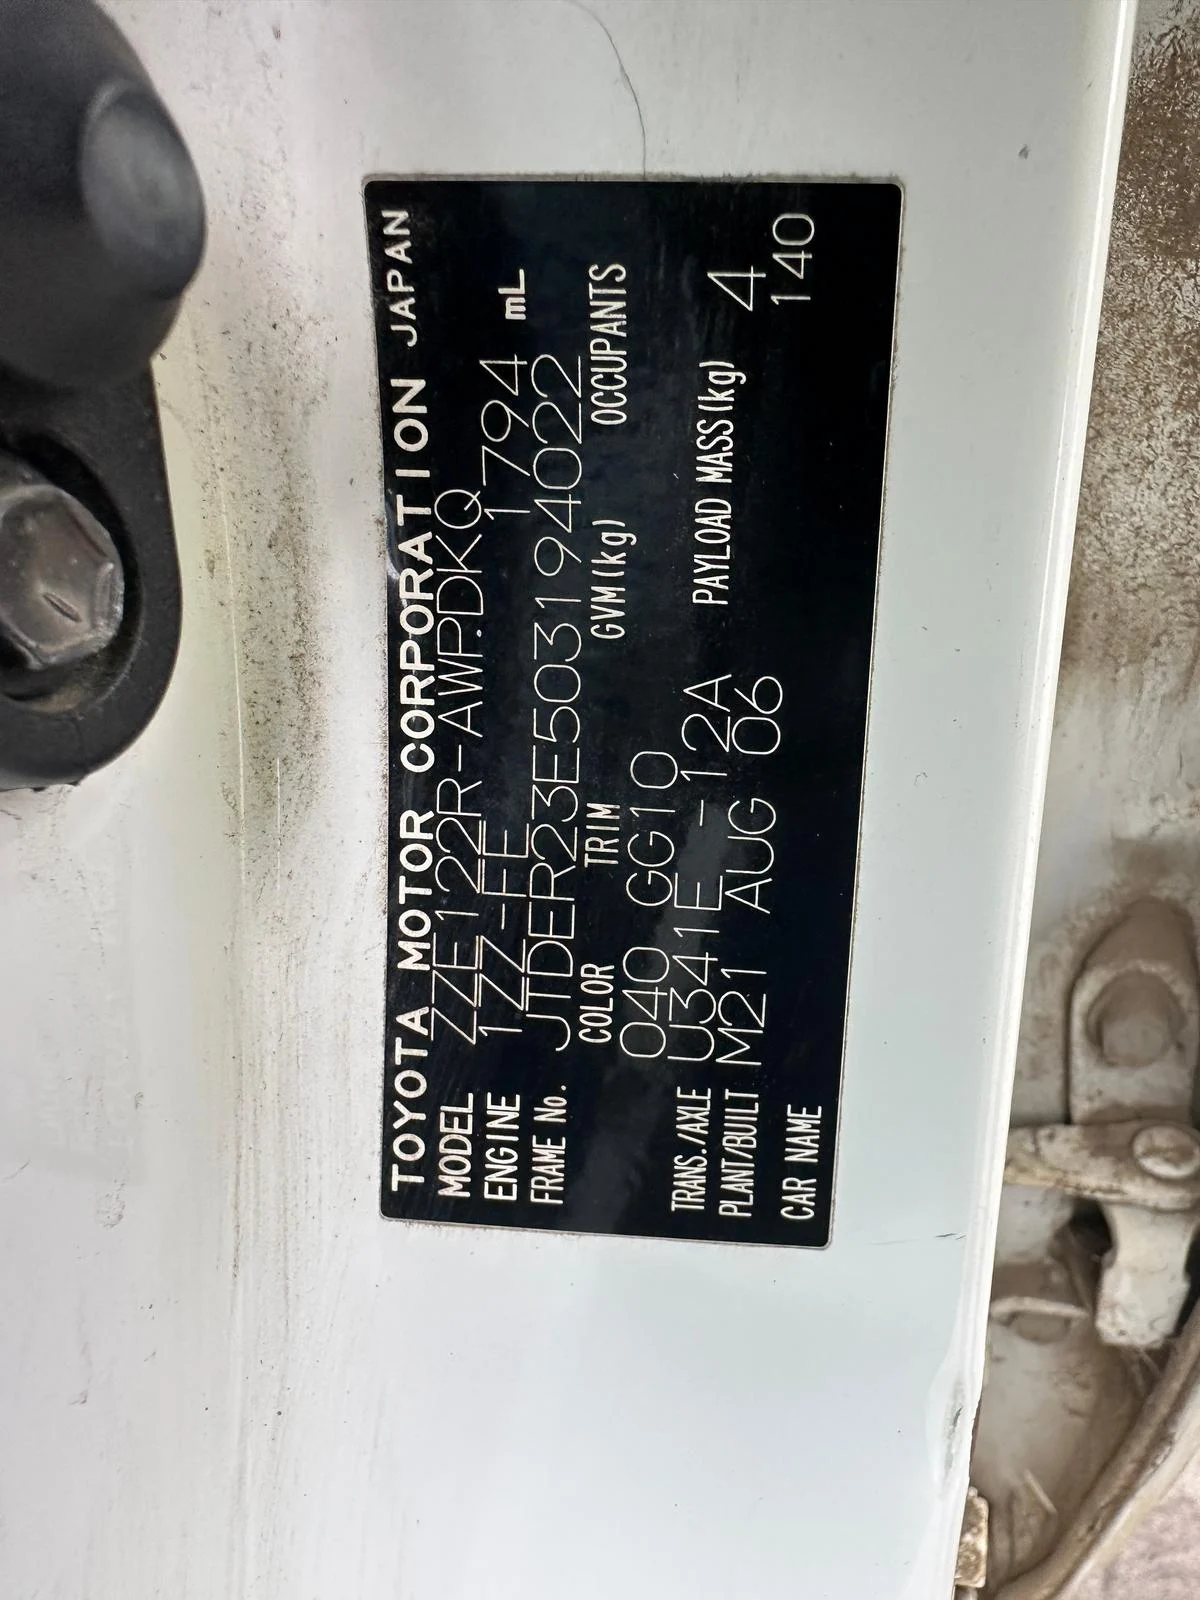 TOYOTA MOTOR CORPORATION JAPAN
MODEL ZZE122R-AWPDKQ
ENGINE 1ZZ-FE 1794 mL
FRAME No. JTDER23E503194022
COLOR TRIM GVM(kg) OCCUPANTS
040 GG10 4
TRANS./AXLE U341E -12A PAYLOAD MASS(kg) 140
PLANT/BUILT M21 AUG 06
CAR NAME